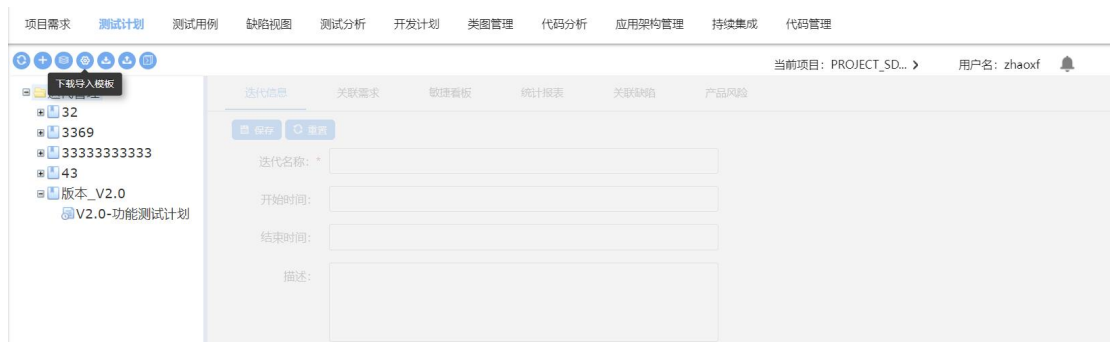 项目需求 测试计划 测试用例 缺陷视图 测试分析 开发计划 类图管理 代码分析 应用架构管理 持续集成 代码管理
当前项目: PROJECT_SD... > 用户名: zhaoxf
下载导入模板
迭代信息 关联需求 敏捷看板 统计报表 关联缺陷 产品风险
32
3369
保存 重置
33333333333
迭代名称: *
43
版本_V2.0
开始时间:
V2.0-功能测试计划
结束时间:
描述: